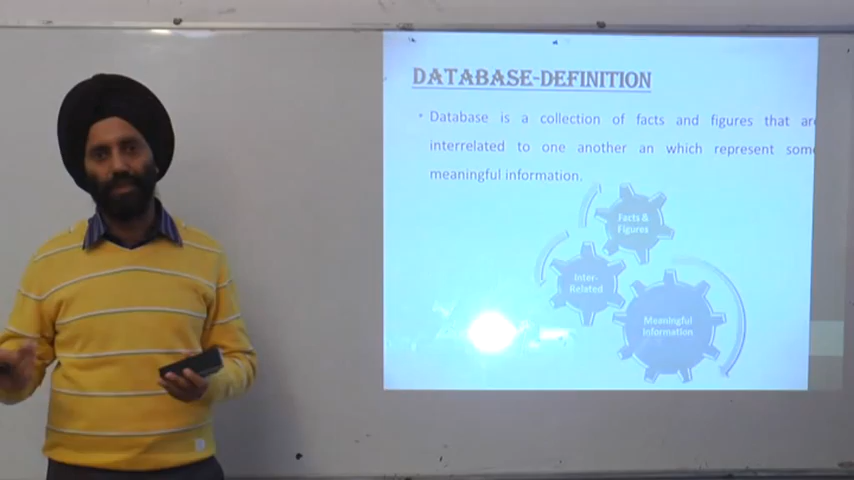 DATABASE-DEFINITION
• Database is a collection of facts and figures that are
interrelated to one another an which represent some
meaningful information.
Facts &
Figures
Inter-
Related
Meaningful
Information